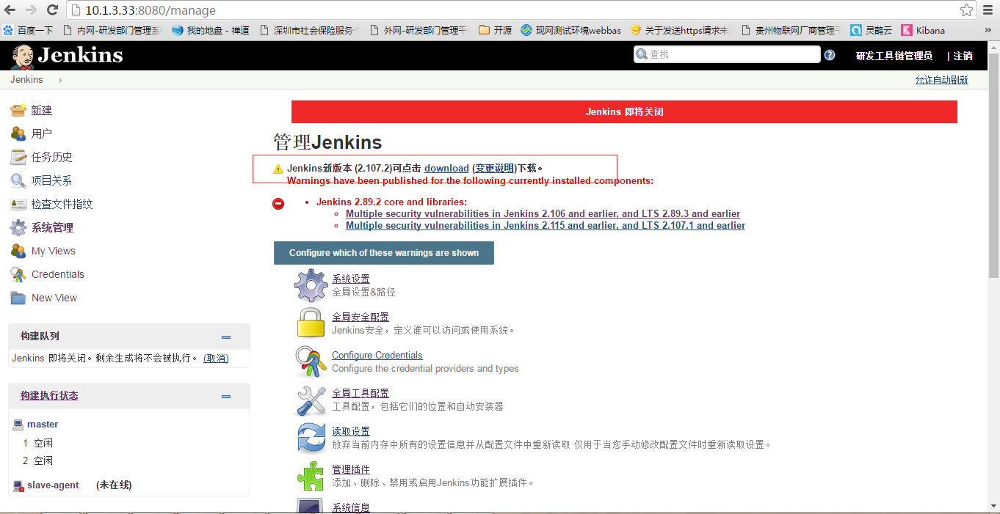 10.1.3.33:8080/manage
百度一下 内网-研发部门管理系 我的地盘 - 禅道 深圳市社会保险服务 外网-研发部门管理平 开源 现网测试环境webbas 关于发送https请求未 贵州物联网厂商管理平 灵鹊云 Kibana »
Jenkins 查找 研发工具链管理员 | 注销
Jenkins 允许自动刷新
新建
用户
任务历史
项目关系
检查文件指纹
系统管理
My Views
Credentials
New View
构建队列
Jenkins 即将关闭。剩余生成将不会被执行。 (取消)
构建执行状态
master
1 空闲
2 空闲
slave-agent (未在线)
Jenkins 即将关闭
管理Jenkins
Jenkins新版本 (2.107.2)可点击 download (变更说明)下载。
Warnings have been published for the following currently installed components:
Jenkins 2.89.2 core and libraries:
Multiple security vulnerabilities in Jenkins 2.106 and earlier, and LTS 2.89.3 and earlier
Multiple security vulnerabilities in Jenkins 2.115 and earlier, and LTS 2.107.1 and earlier
Configure which of these warnings are shown
系统设置
全局设置&路径
全局安全配置
Jenkins安全，定义谁可以访问或使用系统。
Configure Credentials
Configure the credential providers and types
全局工具配置
工具配置，包括它们的位置和自动安装器
读取设置
放弃当前内存中所有的设置信息并从配置文件中重新读取 仅用于当您手动修改配置文件时重新读取设置。
管理插件
添加、删除、禁用或启用Jenkins功能扩展插件。
系统信息